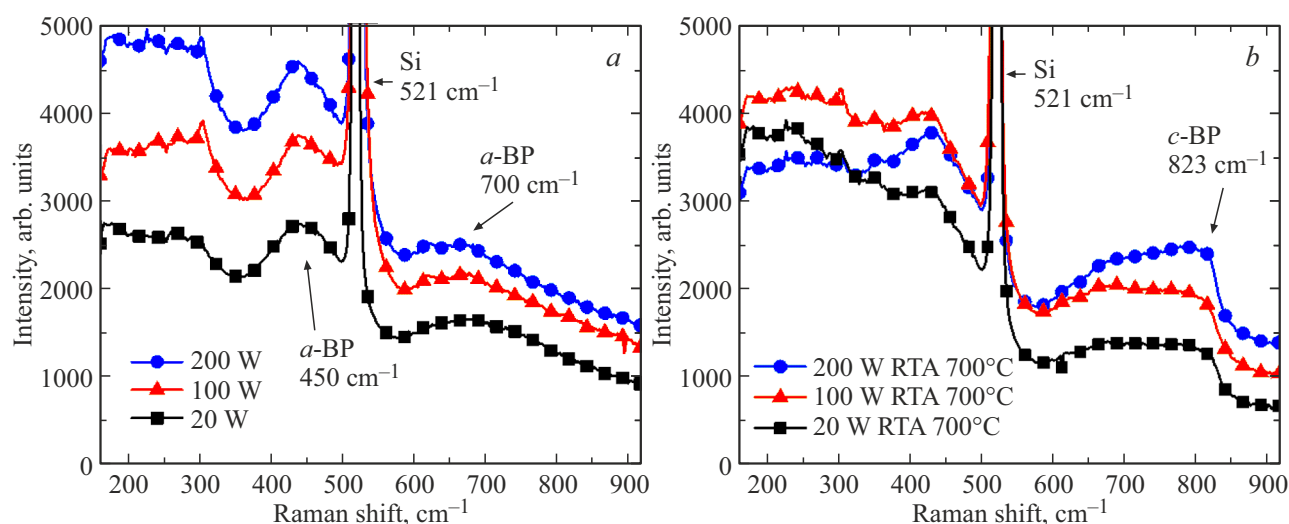 5000
4000
3000
2000
1000
0
Intensity, arb. units
200 300 400 500 600 700 800 900
Raman shift, cm–1
a
Si
521 cm–1
a-BP
700 cm–1
a-BP
450 cm–1
200 W
100 W
20 W
5000
4000
3000
2000
1000
0
Intensity, arb. units
200 300 400 500 600 700 800 900
Raman shift, cm–1
b
Si
521 cm–1
c-BP
823 cm–1
200 W RTA 700°C
100 W RTA 700°C
20 W RTA 700°C